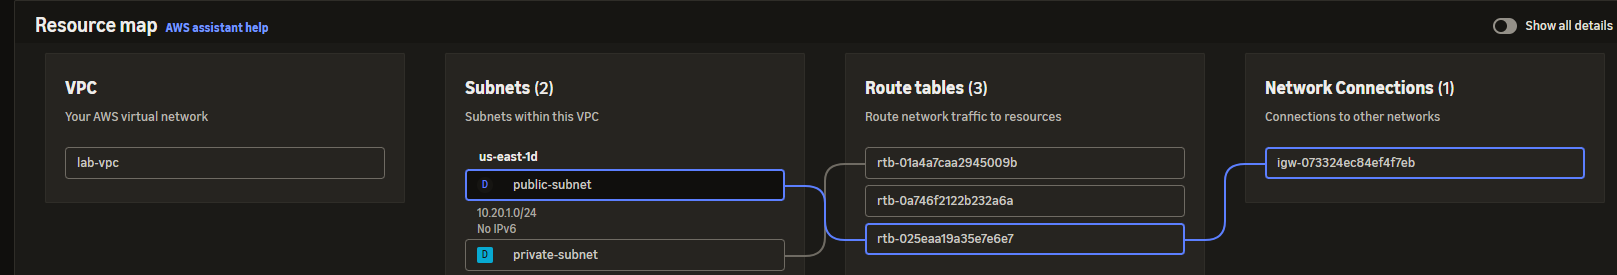 Resource map AWS assistant help
Show all details
VPC
Your AWS virtual network
lab-vpc
Subnets (2)
Subnets within this VPC
us-east-1d
D public-subnet
10.20.1.0/24
No IPv6
D private-subnet
Route tables (3)
Route network traffic to resources
rtb-01a4a7caa2945009b
rtb-0a746f2122b232a6a
rtb-025eaa19a35e7e6e7
Network Connections (1)
Connections to other networks
igw-073324ec84ef4f7eb